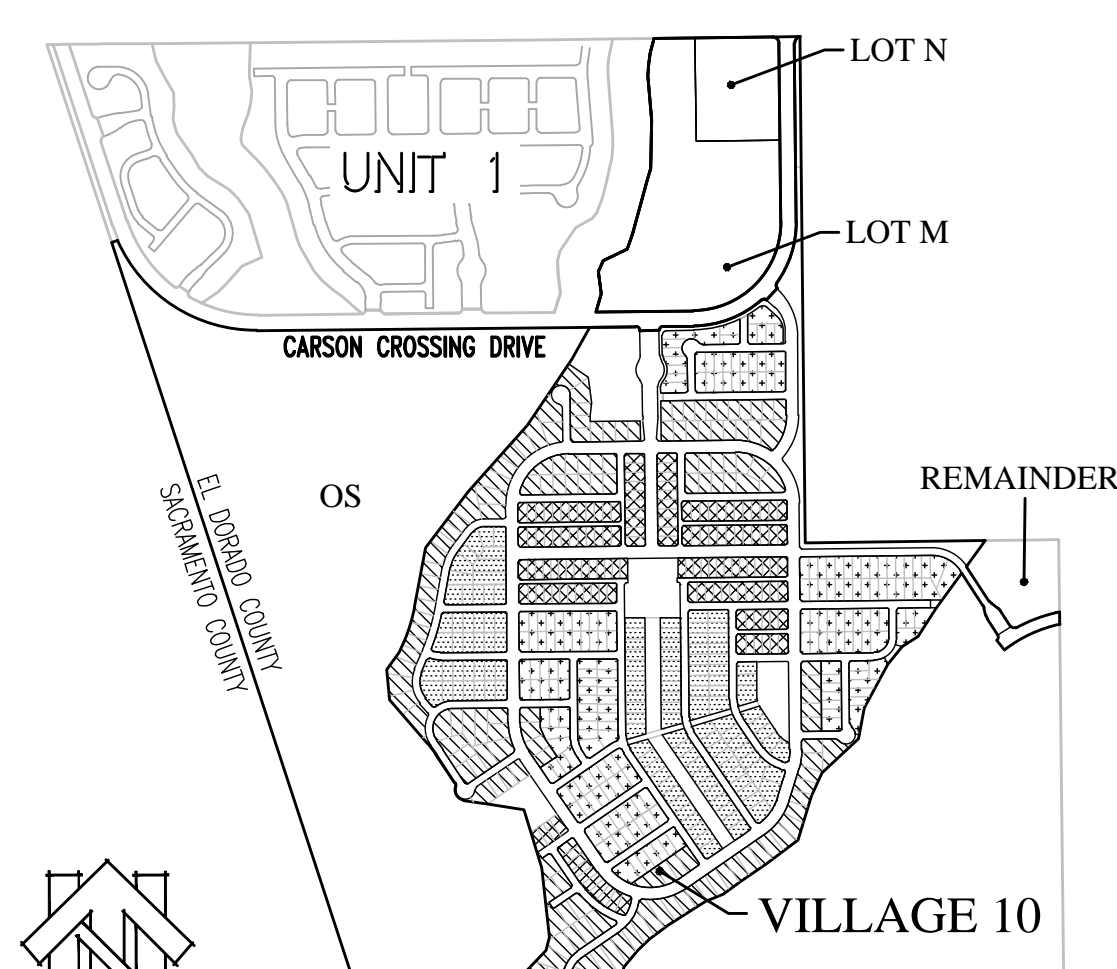 LOT N
UNIT 1
LOT M
CARSON CROSSING DRIVE
REMAINDER
OS
EL DORADO COUNTY
SACRAMENTO COUNTY
VILLAGE 10